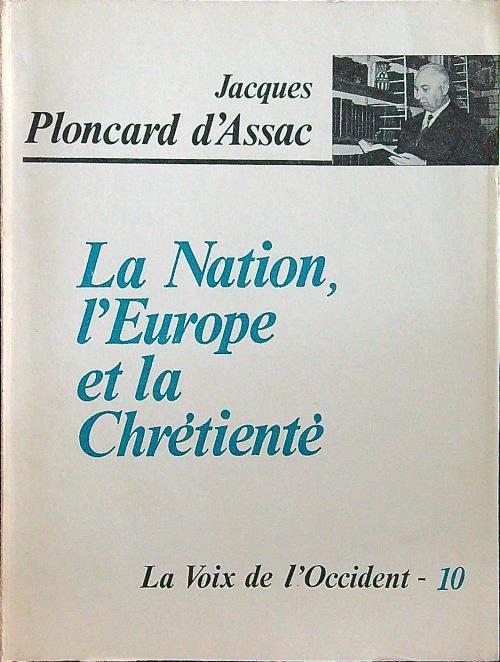 Jacques
Ploncard d'Assac
La Nation,
l'Europe
et la
Chrétienté
La Voix de l'Occident - 10